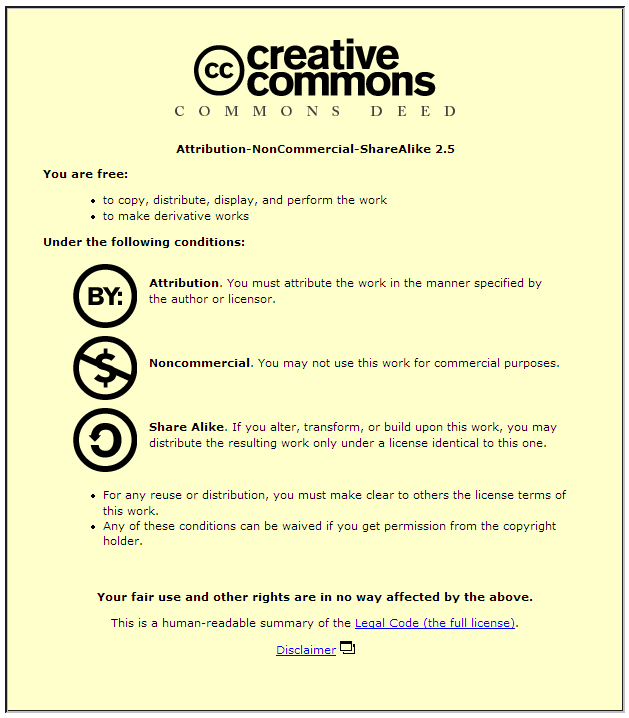 cc creative
commons
COMMONS DEED
Attribution-NonCommercial-ShareAlike 2.5
You are free:
• to copy, distribute, display, and perform the work
• to make derivative works
Under the following conditions:
BY:
Attribution. You must attribute the work in the manner specified by
the author or licensor.
$
Noncommercial. You may not use this work for commercial purposes.
Share Alike. If you alter, transform, or build upon this work, you may
distribute the resulting work only under a license identical to this one.
• For any reuse or distribution, you must make clear to others the license terms of
this work.
• Any of these conditions can be waived if you get permission from the copyright
holder.
Your fair use and other rights are in no way affected by the above.
This is a human-readable summary of the Legal Code (the full license).
Disclaimer